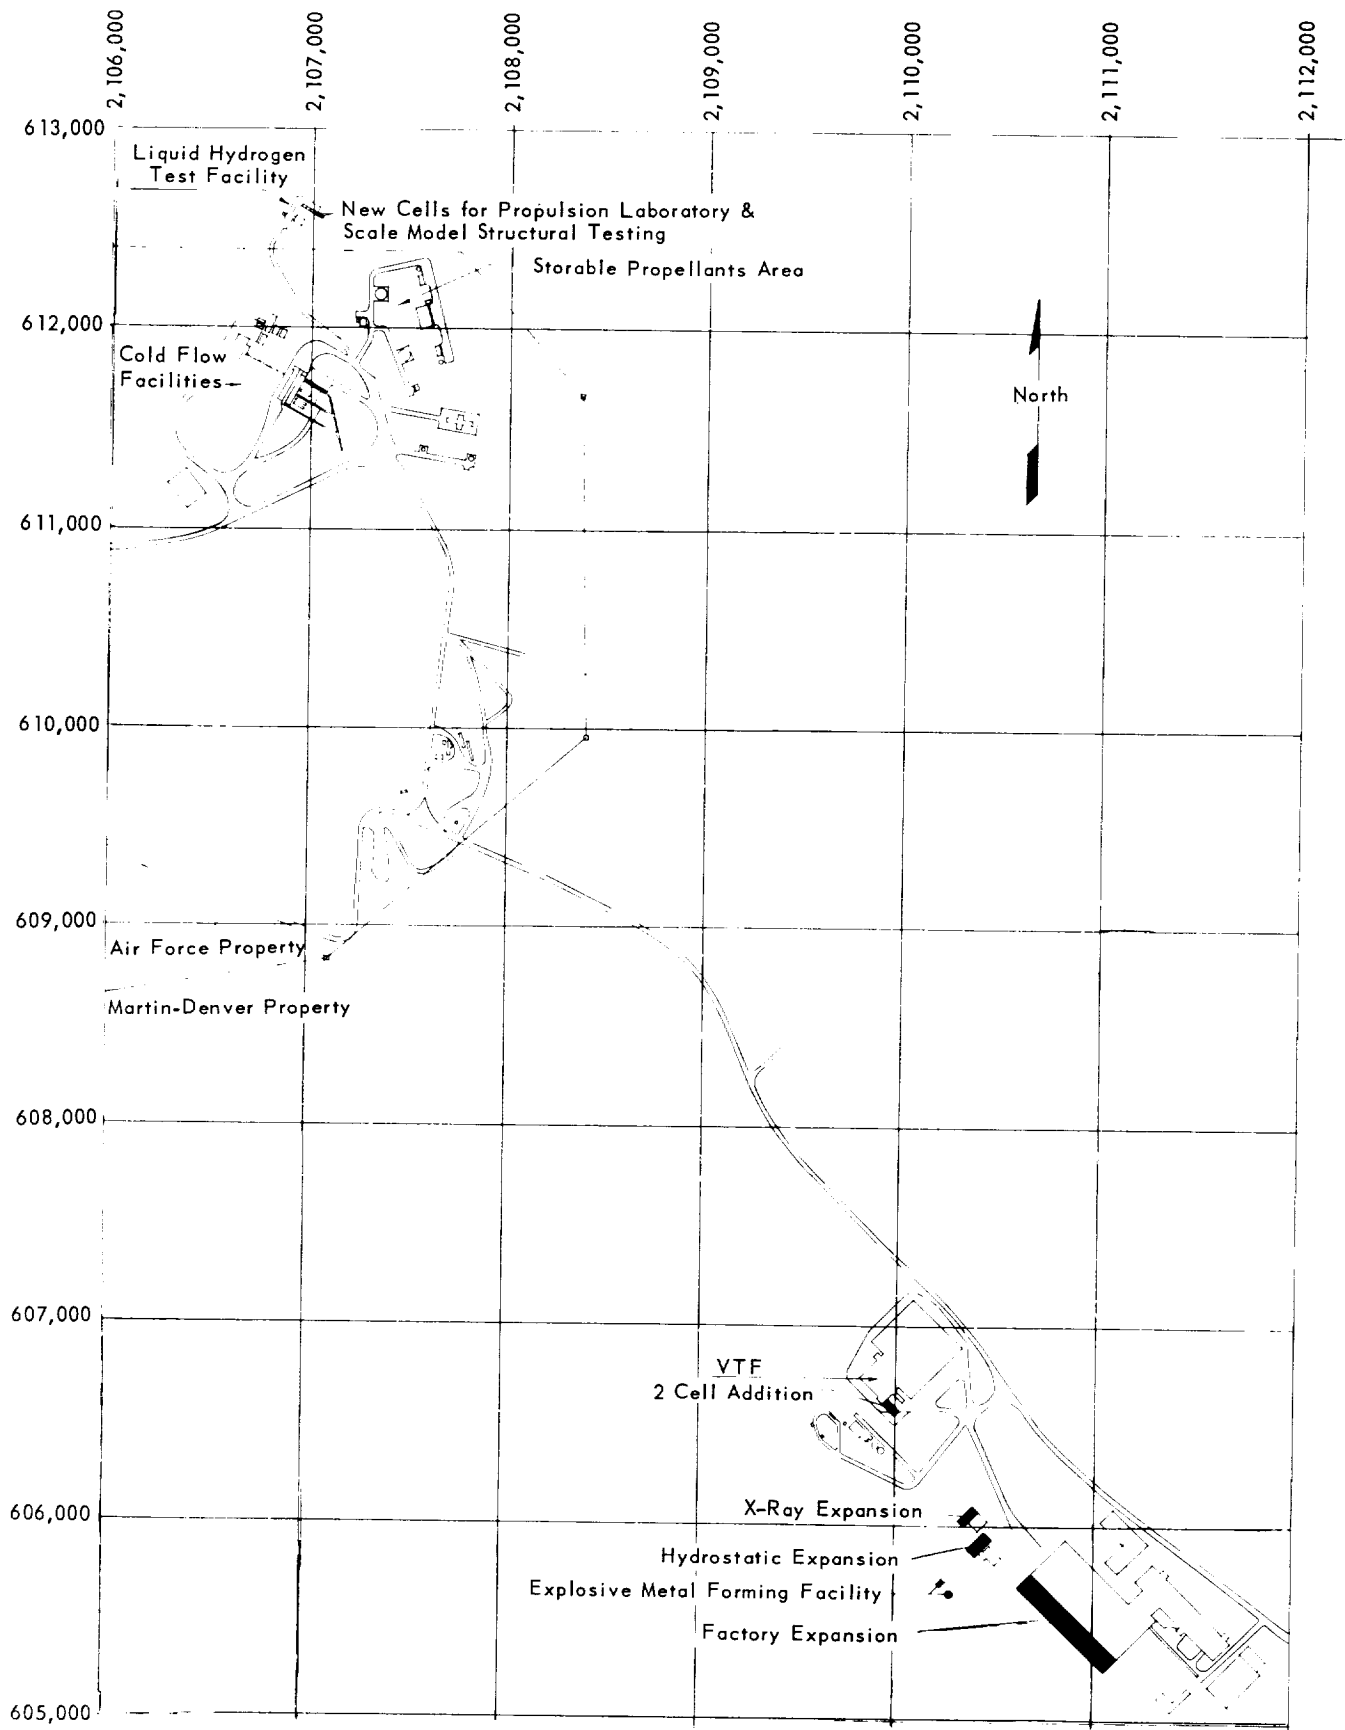 2,106,000
2,107,000
2,108,000
2,109,000
2,110,000
2,111,000
2,112,000
613,000
Liquid Hydrogen
Test Facility
New Cells for Propulsion Laboratory &
Scale Model Structural Testing
Storable Propellants Area
612,000
Cold Flow
Facilities
North
611,000
610,000
609,000
Air Force Property
Martin-Denver Property
608,000
607,000
VTF
2 Cell Addition
606,000
X-Ray Expansion
Hydrostatic Expansion
Explosive Metal Forming Facility
Factory Expansion
605,000